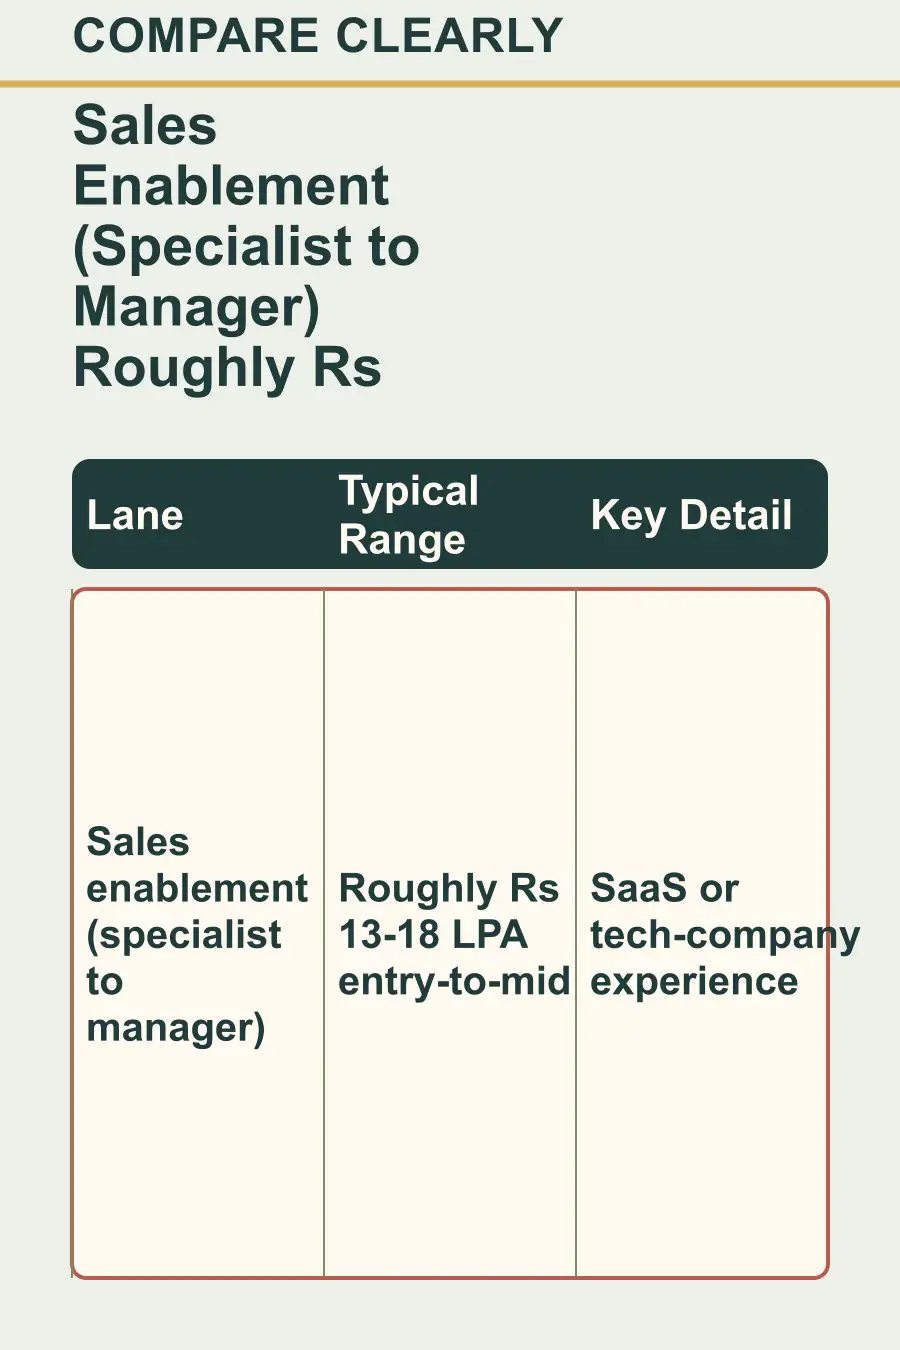 COMPARE CLEARLY
Sales
Enablement
(Specialist to
Manager)
Roughly Rs
Lane
Typical
Range
Key Detail
Sales
enablement
(specialist
to
manager)
Roughly Rs
13-18 LPA
entry-to-mid
SaaS or
tech-company
experience